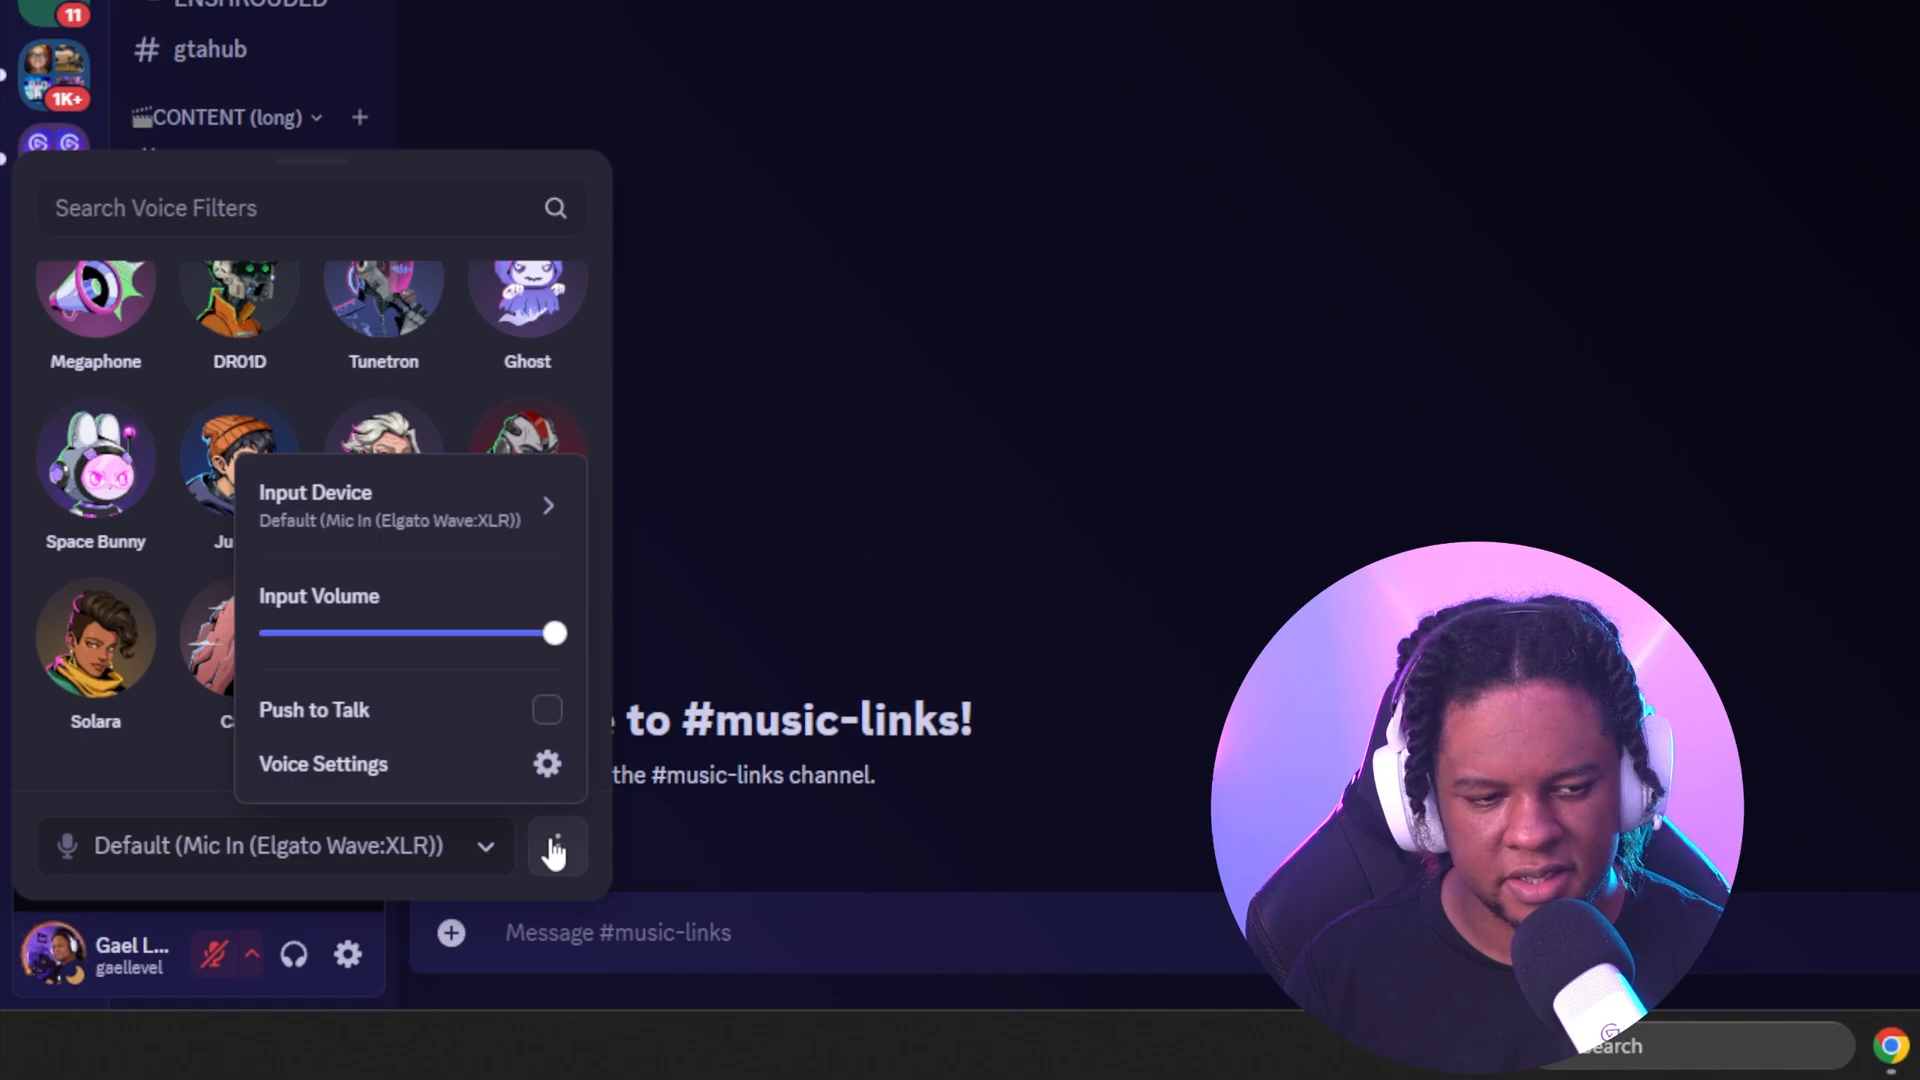 11
ENSHROUDED
# gtahub
1K+
CONTENT (long)
Search Voice Filters
Megaphone
DR01D
Tunetron
Ghost
Space Bunny
Ju
Input Device
Default (Mic In (Elgato Wave:XLR))
Input Volume
Solara
C
Push to Talk
Voice Settings
to #music-links!
the #music-links channel.
Default (Mic In (Elgato Wave:XLR))
Gael L...
gaellevel
Message #music-links
earch